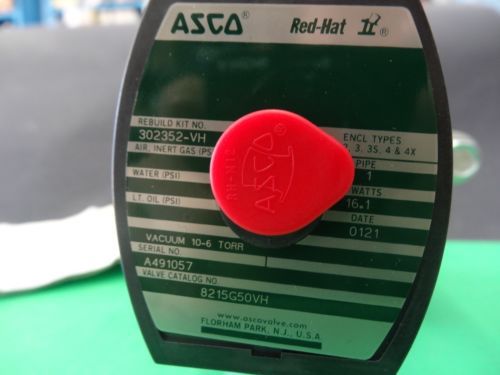 ASCO® Red-Hat II®
REBUILD KIT NO.
302352-VH
ENCL TYPES
3, 3S, 4 & 4X
AIR, INERT GAS
PIPE
1
WATER (PSI)
WATTS
16.1
LT. OIL (PSI)
DATE
0121
ASCO®
VACUUM 10-6 TORR
SERIAL NO
A491057
VALVE CATALOG NO.
8215G50VH
www.ascovalve.com
FLORHAM PARK, N.J., U.S.A.